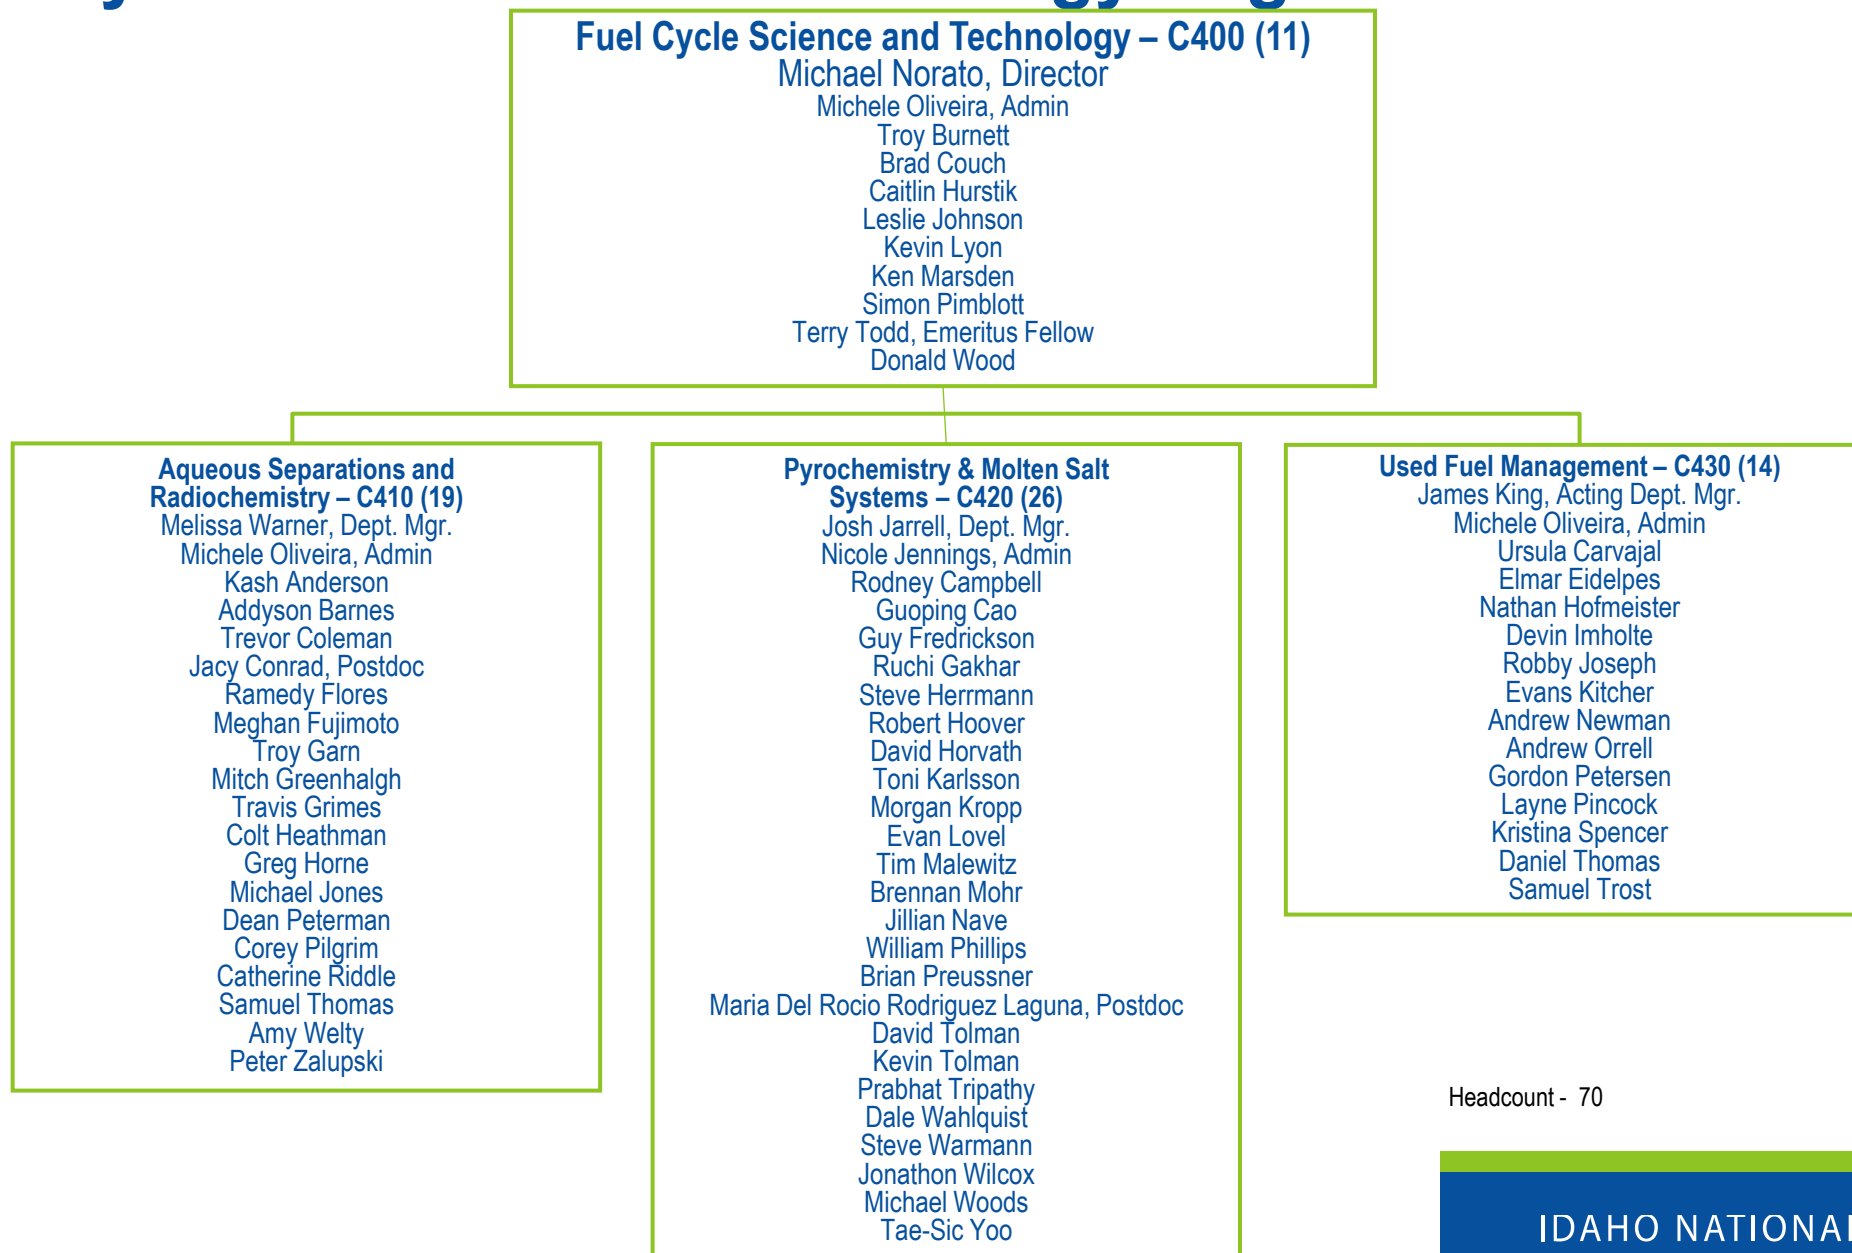 Fuel Cycle Science and Technology – C400 (11)
Michael Norato, Director
Michele Oliveira, Admin
Troy Burnett
Brad Couch
Caitlin Hurstik
Leslie Johnson
Kevin Lyon
Ken Marsden
Simon Pimblott
Terry Todd, Emeritus Fellow
Donald Wood
Aqueous Separations and
Radiochemistry – C410 (19)
Melissa Warner, Dept. Mgr.
Michele Oliveira, Admin
Kash Anderson
Addyson Barnes
Trevor Coleman
Jacy Conrad, Postdoc
Ramedy Flores
Meghan Fujimoto
Troy Garn
Mitch Greenhalgh
Travis Grimes
Colt Heathman
Greg Horne
Michael Jones
Dean Peterman
Corey Pilgrim
Catherine Riddle
Samuel Thomas
Amy Welty
Peter Zalupski
Pyrochemistry & Molten Salt
Systems – C420 (26)
Josh Jarrell, Dept. Mgr.
Nicole Jennings, Admin
Rodney Campbell
Guoping Cao
Guy Fredrickson
Ruchi Gakhar
Steve Herrmann
Robert Hoover
David Horvath
Toni Karlsson
Morgan Kropp
Evan Lovel
Tim Malewitz
Brennan Mohr
Jillian Nave
William Phillips
Brian Preussner
Maria Del Rocio Rodriguez Laguna, Postdoc
David Tolman
Kevin Tolman
Prabhat Tripathy
Dale Wahlquist
Steve Warmann
Jonathon Wilcox
Michael Woods
Tae-Sic Yoo
Used Fuel Management – C430 (14)
James King, Acting Dept. Mgr.
Michele Oliveira, Admin
Ursula Carvajal
Elmar Eidelpes
Nathan Hofmeister
Devin Imholte
Robby Joseph
Evans Kitcher
Andrew Newman
Andrew Orrell
Gordon Petersen
Layne Pincock
Kristina Spencer
Daniel Thomas
Samuel Trost
Headcount - 70
IDAHO NATIONAL